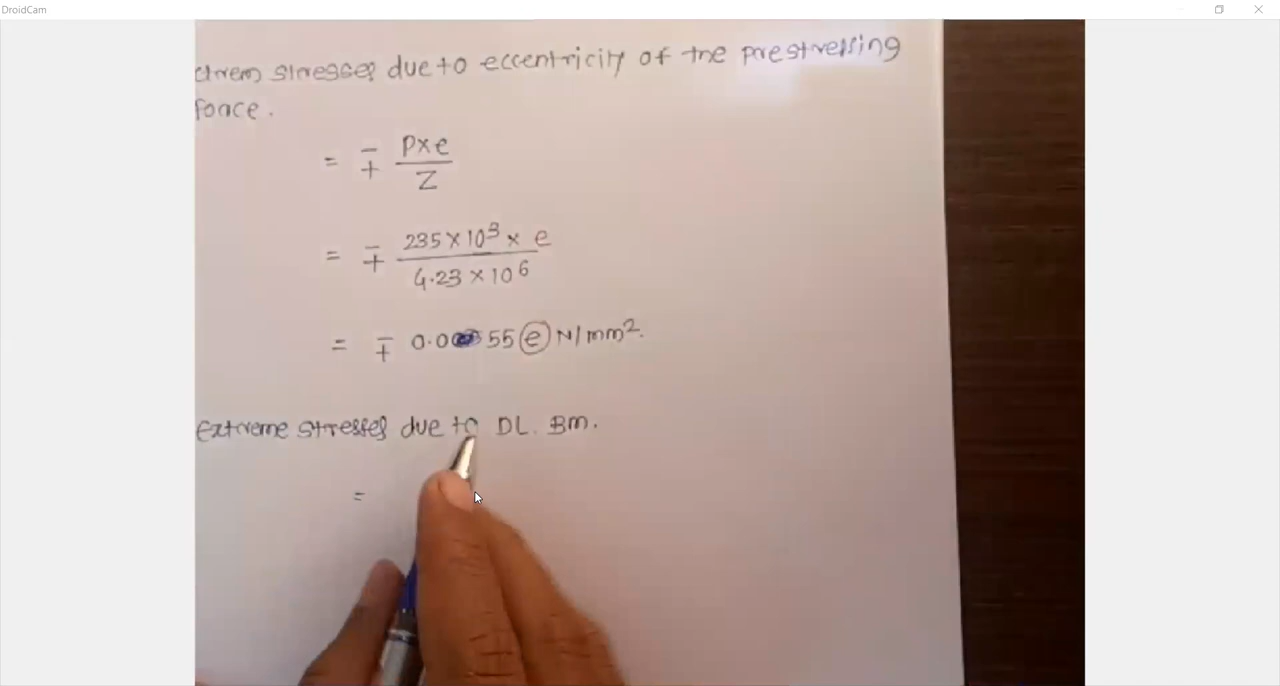 DroidCam
extrem stresses due to eccentricity of the prestressing
force.
= ∓ P×e / Z
= ∓ 235×10³ × e / 4.23×10⁶
= ∓ 0.0 55 e N/mm².
extreme stresses due to DL. Bm.
=